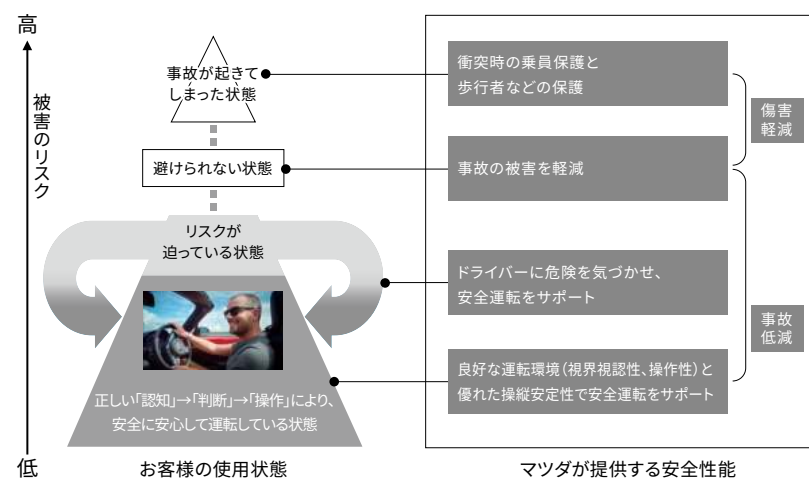 高
被害のリスク
低
事故が起きて
しまった状態
避けられない状態
リスクが
迫っている状態
正しい「認知」→「判断」→「操作」により、
安全に安心して運転している状態
お客様の使用状態
衝突時の乗員保護と
歩行者などの保護
事故の被害を軽減
ドライバーに危険を気づかせ、
安全運転をサポート
良好な運転環境(視界視認性、操作性)と
優れた操縦安定性で安全運転をサポート
傷害
軽減
事故
低減
マツダが提供する安全性能